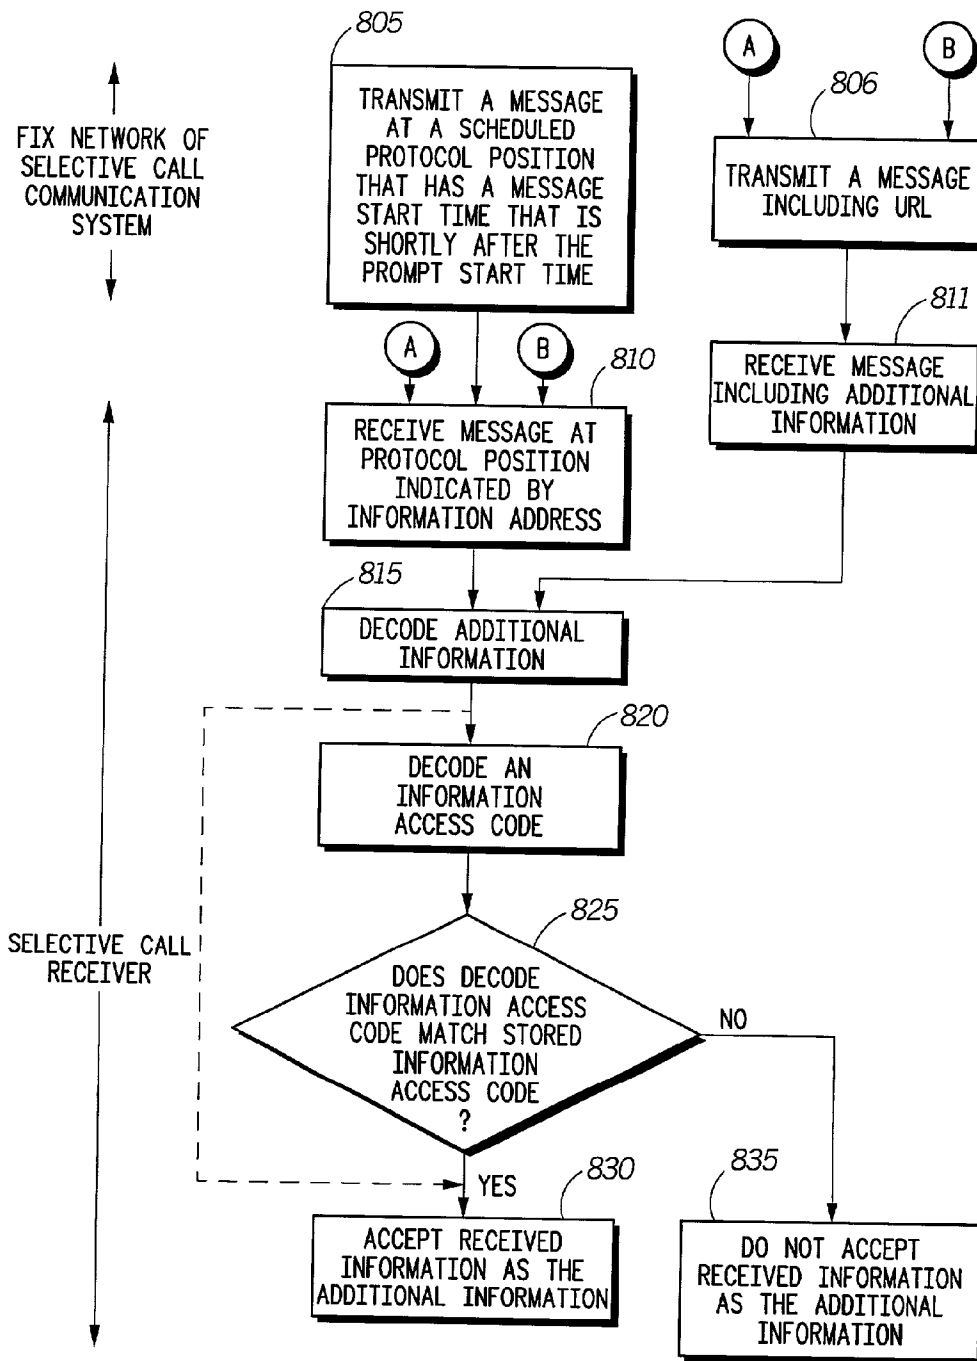 805
TRANSMIT A MESSAGE
AT A SCHEDULED
PROTOCOL POSITION
THAT HAS A MESSAGE
START TIME THAT IS
SHORTLY AFTER THE
PROMPT START TIME
FIX NETWORK OF
SELECTIVE CALL
COMMUNICATION
SYSTEM
A
B
806
TRANSMIT A MESSAGE
INCLUDING URL
811
RECEIVE MESSAGE
INCLUDING ADDITIONAL
INFORMATION
A
B
810
RECEIVE MESSAGE AT
PROTOCOL POSITION
INDICATED BY
INFORMATION ADDRESS
815
DECODE ADDITIONAL
INFORMATION
820
DECODE AN
INFORMATION
ACCESS CODE
SELECTIVE CALL
RECEIVER
825
DOES DECODE
INFORMATION ACCESS
CODE MATCH STORED
INFORMATION
ACCESS CODE
?
NO
YES
830
ACCEPT RECEIVED
INFORMATION AS THE
ADDITIONAL INFORMATION
835
DO NOT ACCEPT
RECEIVED INFORMATION
AS THE ADDITIONAL
INFORMATION